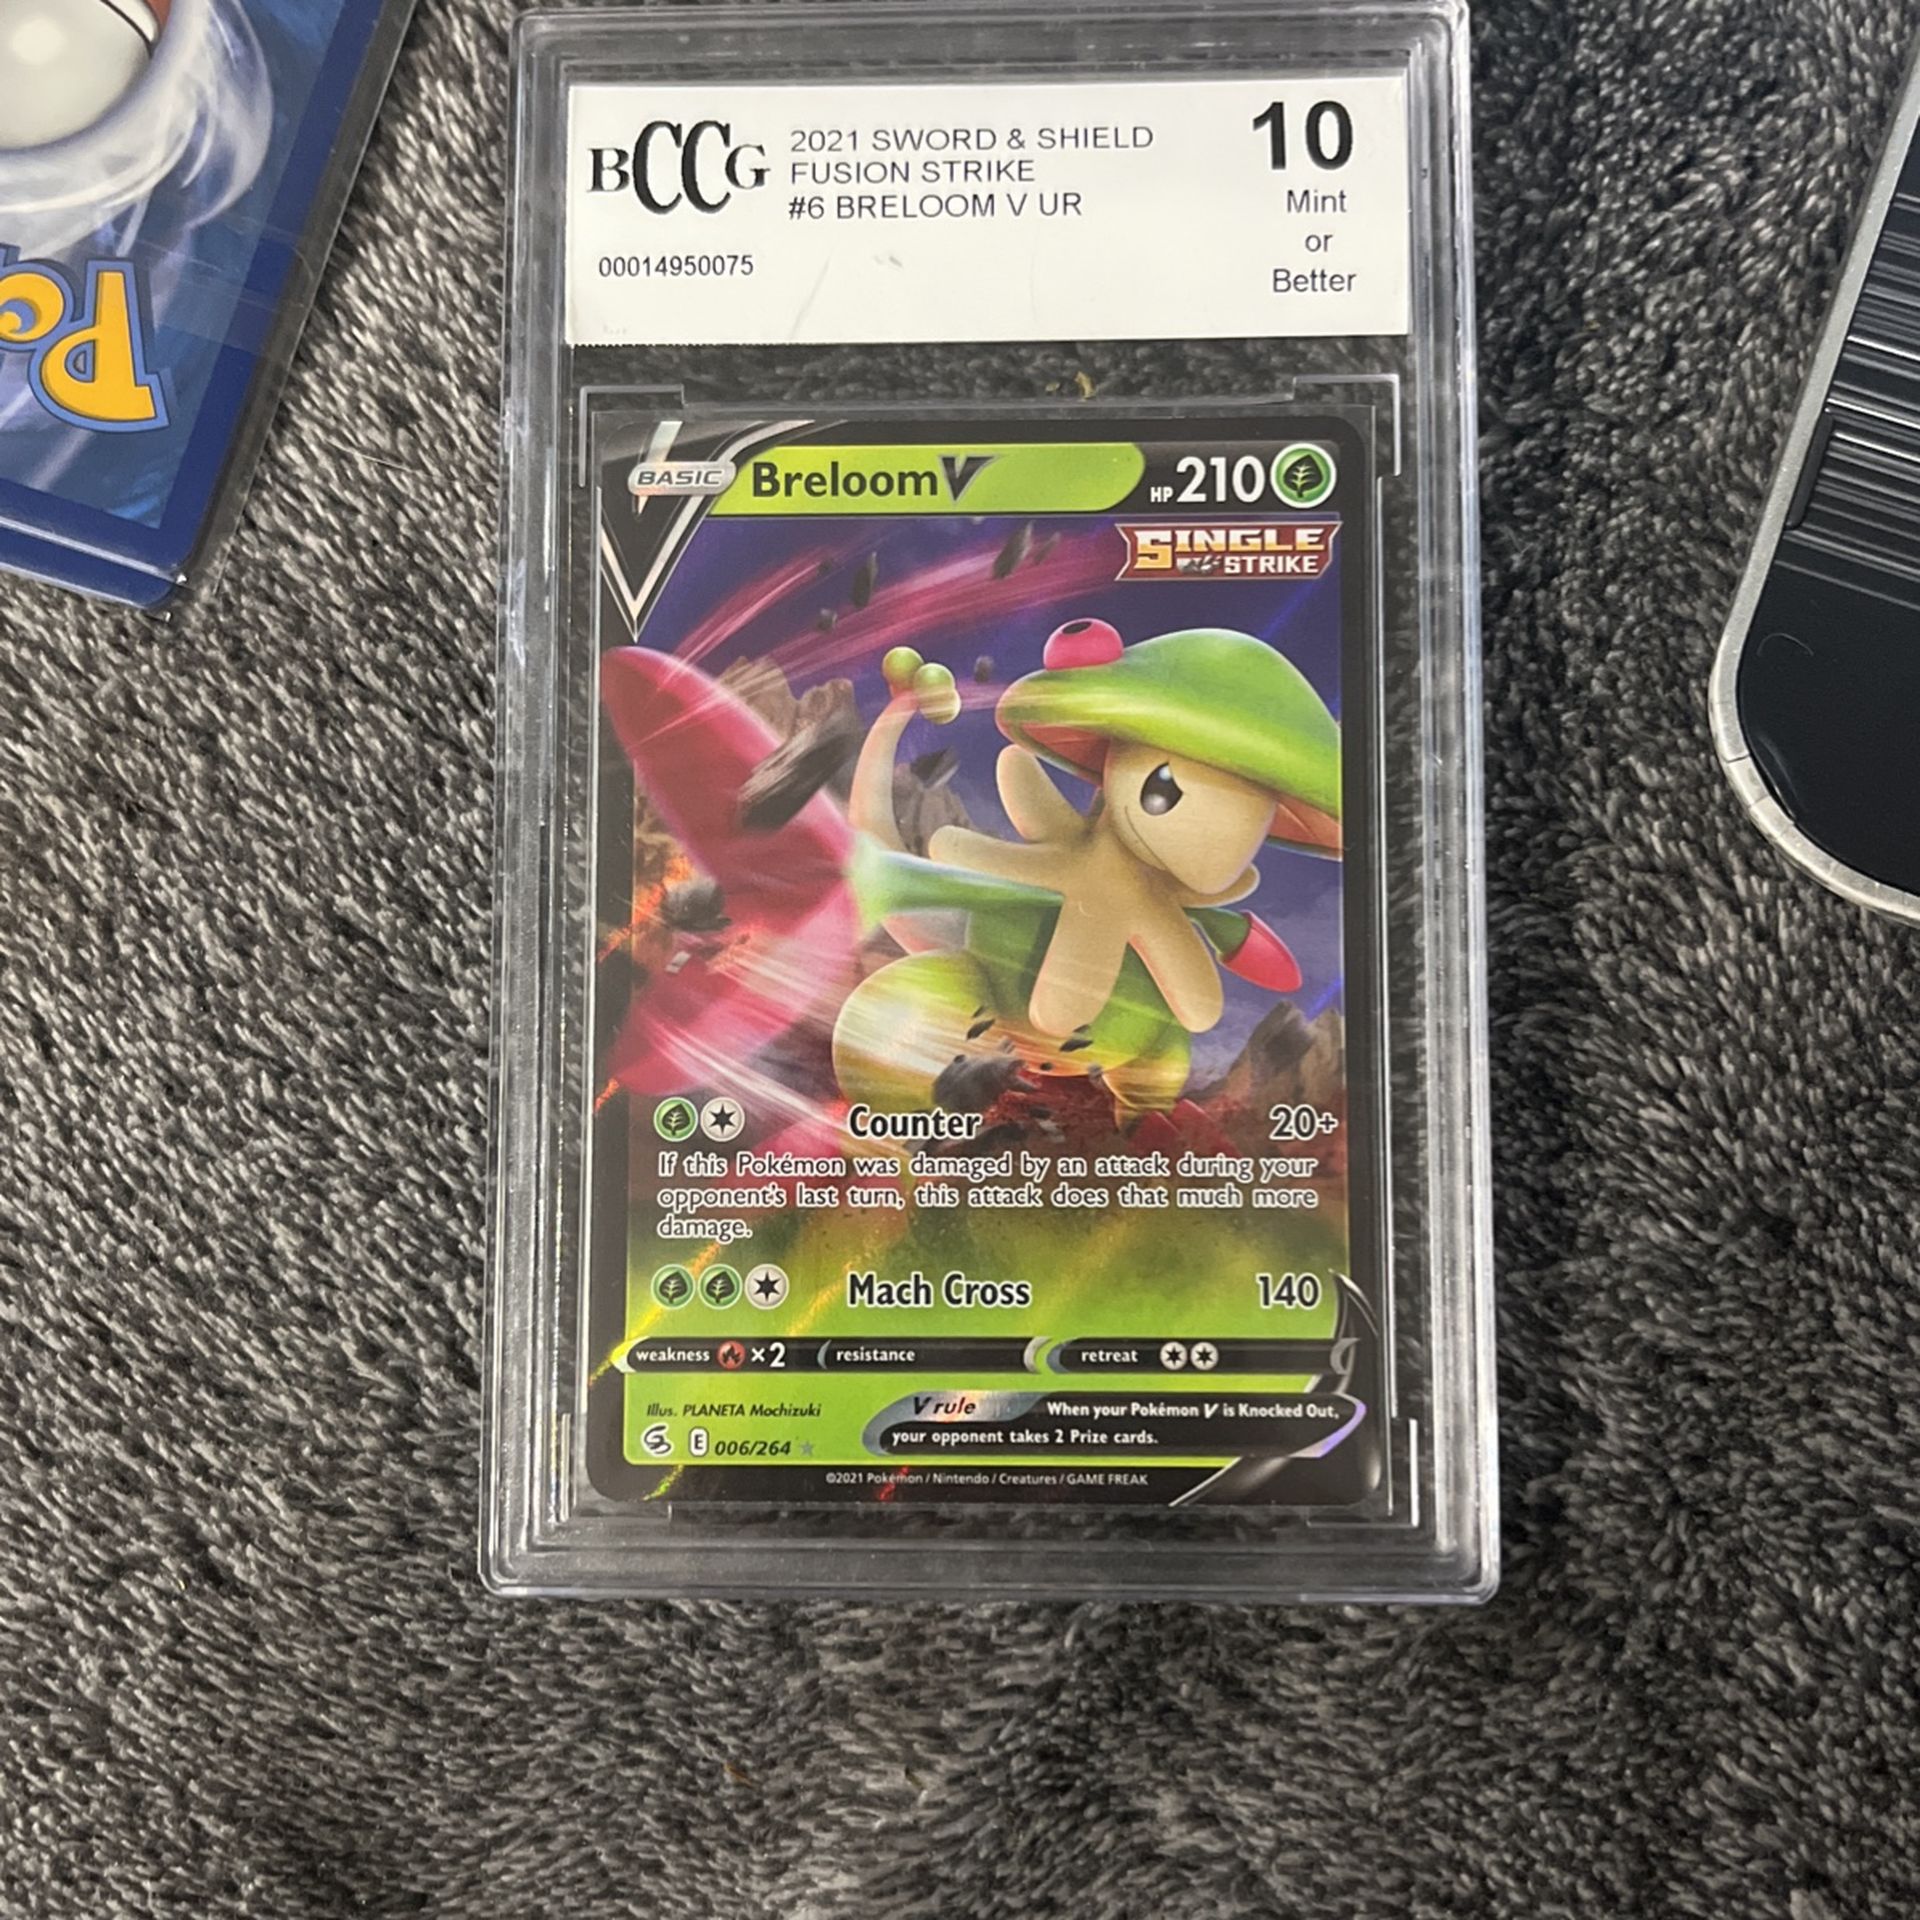 BCCG
2021 SWORD & SHIELD
FUSION STRIKE
#6 BRELOOM V UR
00014950075
10
Mint
or
Better
BASIC Breloom V HP 210
SINGLE
STRIKE
Counter 20+
If this Pokémon was damaged by an attack during your
opponent's last turn, this attack does that much more
damage.
Mach Cross 140
weakness ×2 resistance retreat
Illus. PLANETA Mochizuki
V rule When your Pokémon V is Knocked Out,
your opponent takes 2 Prize cards.
E 006/264
©2021 Pokémon / Nintendo / Creatures / GAME FREAK